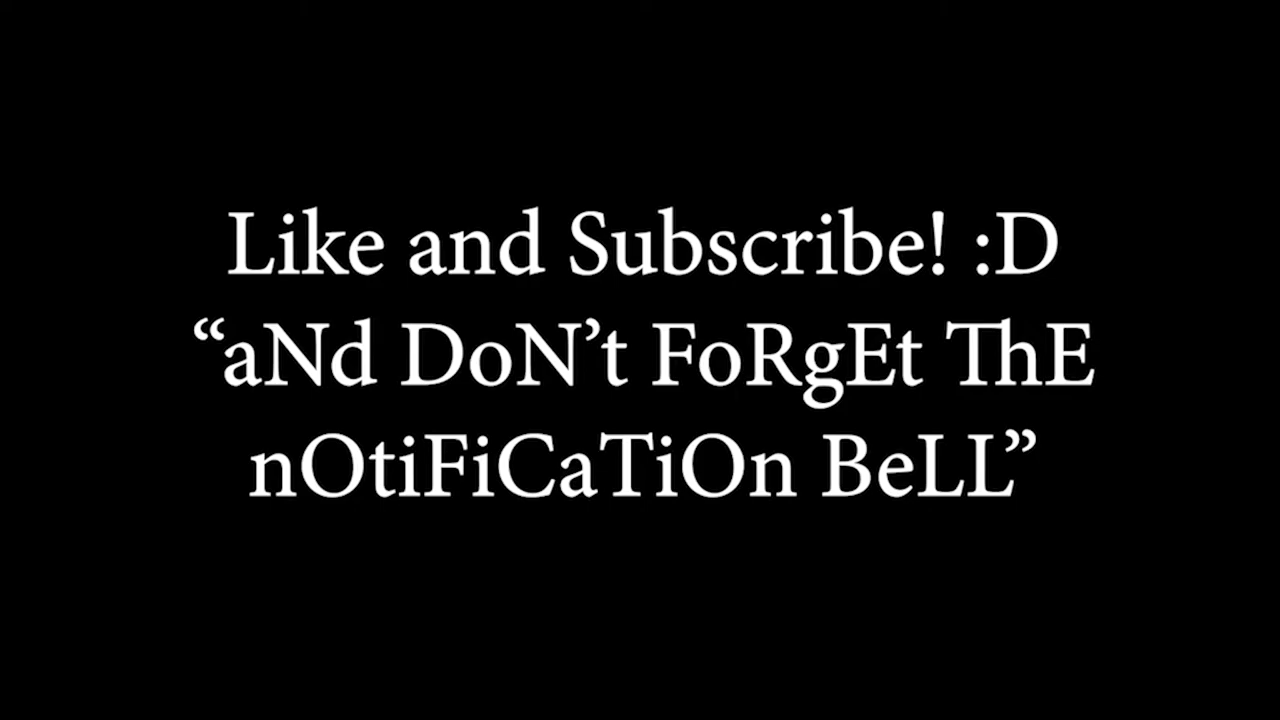 Like and Subscribe! :D
“aNd DoN’t FoRgEt ThE
nOtiFiCaTiOn BeLL”